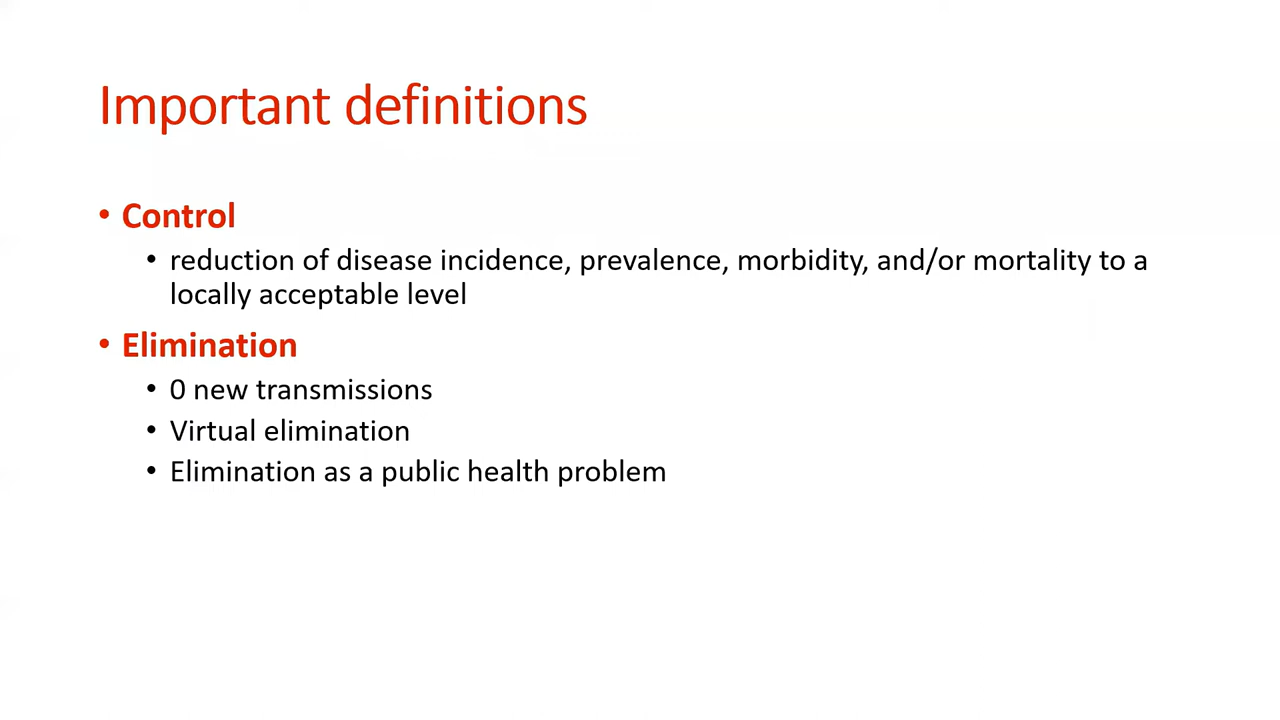 Important definitions
• Control
• reduction of disease incidence, prevalence, morbidity, and/or mortality to a
locally acceptable level
• Elimination
• 0 new transmissions
• Virtual elimination
• Elimination as a public health problem